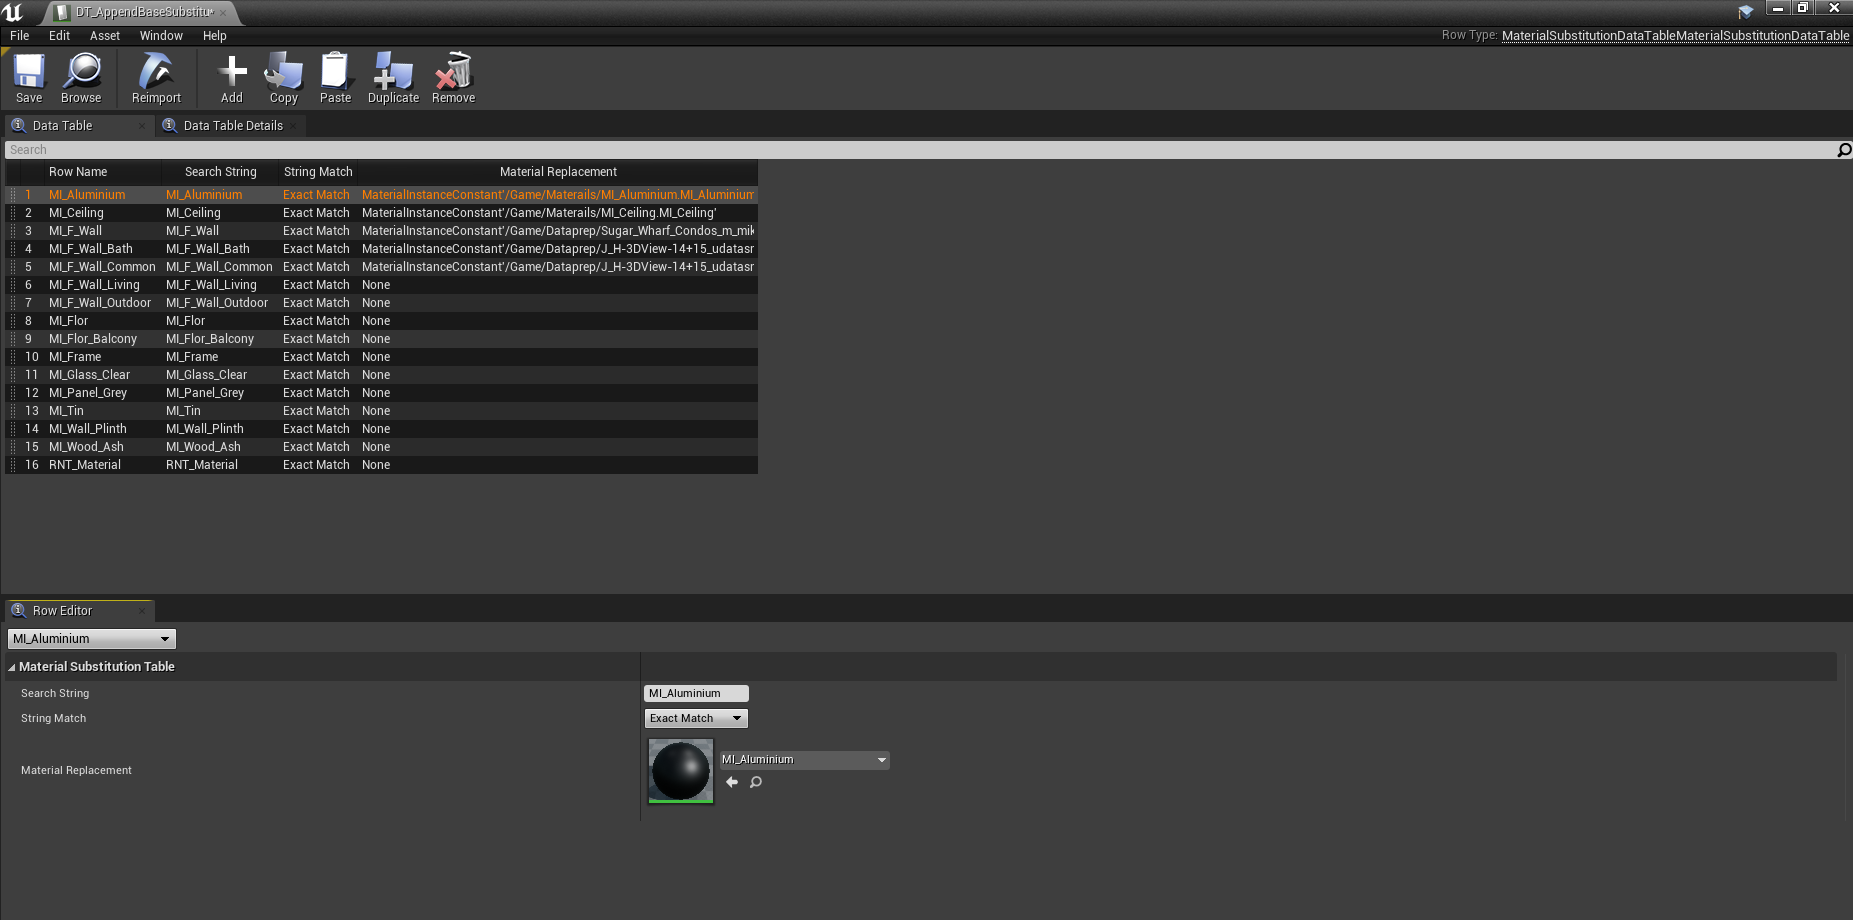 DT_AppendBaseSubstitu*
File Edit Asset Window Help
Row Type: MaterialSubstitutionDataTableMaterialSubstitutionDataTable
Save Browse Reimport Add Copy Paste Duplicate Remove
Data Table Data Table Details
Search
Row Name Search String String Match Material Replacement
1 MI_Aluminium MI_Aluminium Exact Match MaterialInstanceConstant'/Game/Materails/MI_Aluminium.MI_Aluminium
2 MI_Ceiling MI_Ceiling Exact Match MaterialInstanceConstant'/Game/Materails/MI_Ceiling.MI_Ceiling'
3 MI_F_Wall MI_F_Wall Exact Match MaterialInstanceConstant'/Game/Dataprep/Sugar_Wharf_Condos_m_mik
4 MI_F_Wall_Bath MI_F_Wall_Bath Exact Match MaterialInstanceConstant'/Game/Dataprep/J_H-3DView-14+15_udatasm
5 MI_F_Wall_Common MI_F_Wall_Common Exact Match MaterialInstanceConstant'/Game/Dataprep/J_H-3DView-14+15_udatasm
6 MI_F_Wall_Living MI_F_Wall_Living Exact Match None
7 MI_F_Wall_Outdoor MI_F_Wall_Outdoor Exact Match None
8 MI_Flor MI_Flor Exact Match None
9 MI_Flor_Balcony MI_Flor_Balcony Exact Match None
10 MI_Frame MI_Frame Exact Match None
11 MI_Glass_Clear MI_Glass_Clear Exact Match None
12 MI_Panel_Grey MI_Panel_Grey Exact Match None
13 MI_Tin MI_Tin Exact Match None
14 MI_Wall_Plinth MI_Wall_Plinth Exact Match None
15 MI_Wood_Ash MI_Wood_Ash Exact Match None
16 RNT_Material RNT_Material Exact Match None
Row Editor
MI_Aluminium
Material Substitution Table
Search String MI_Aluminium
String Match Exact Match
Material Replacement MI_Aluminium